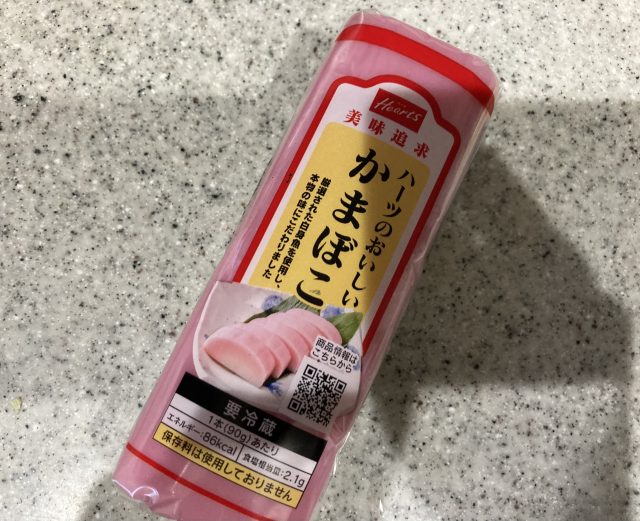 Hearts
美味追求
ハーツのおいしい
かまぼこ
厳選された白身魚を使用し、
本物の味にこだわりました
商品情報は
こちらから
要冷蔵
1本(90g)あたり
エネルギー:86kcal 食塩相当量:2.1g
保存料は使用しておりません